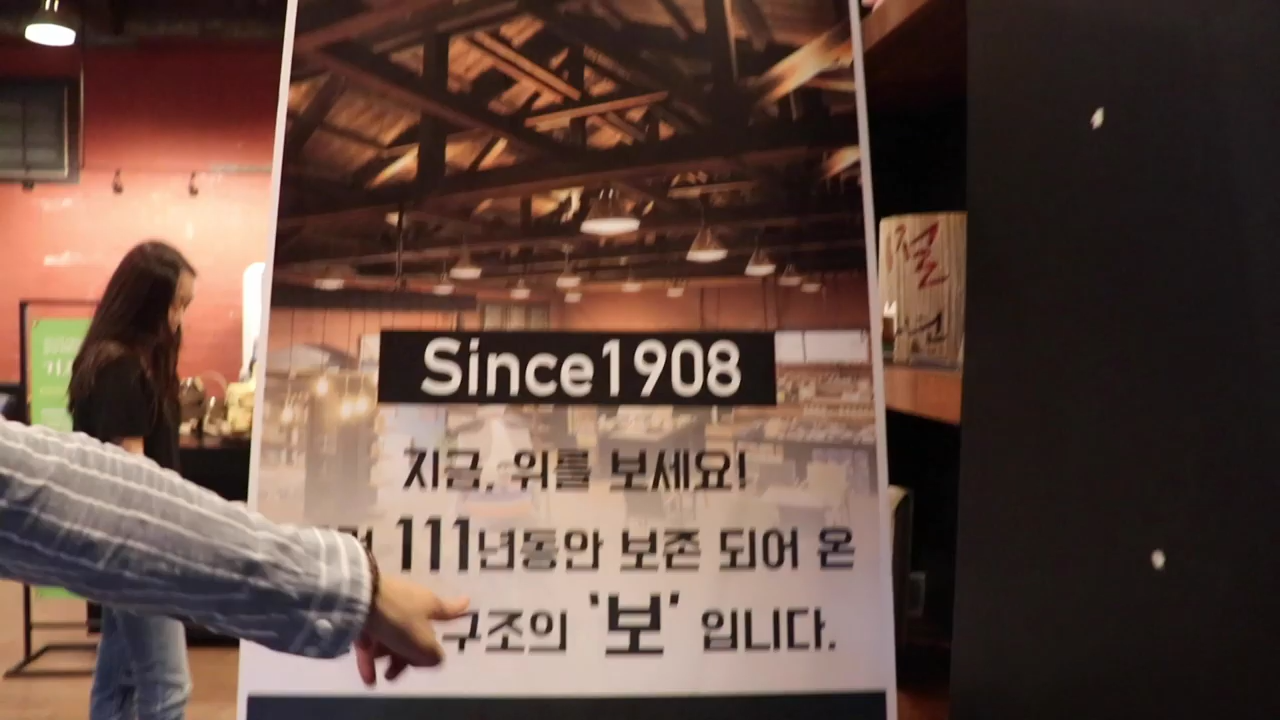 Since1908
지금, 위를 보세요!
111년동안 보존 되어 온
구조의 '보' 입니다.